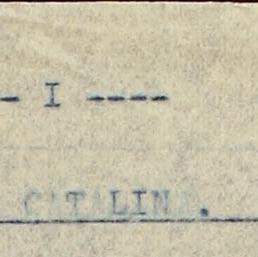 - I ----
CATALINA.